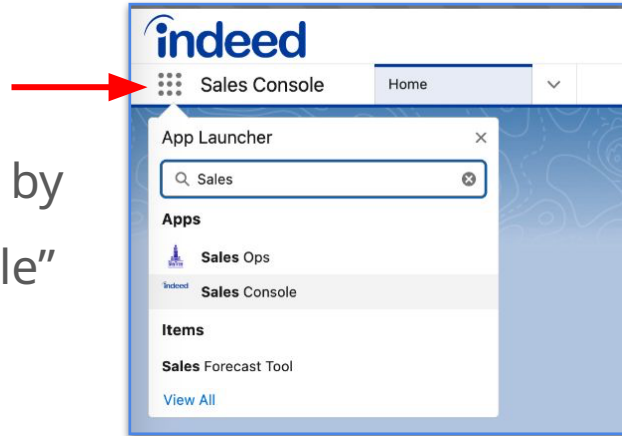 indeed
Sales Console
Home
App Launcher
by
Sales
le”
Apps
Sales Ops
indeed
Sales Console
Items
Sales Forecast Tool
View All